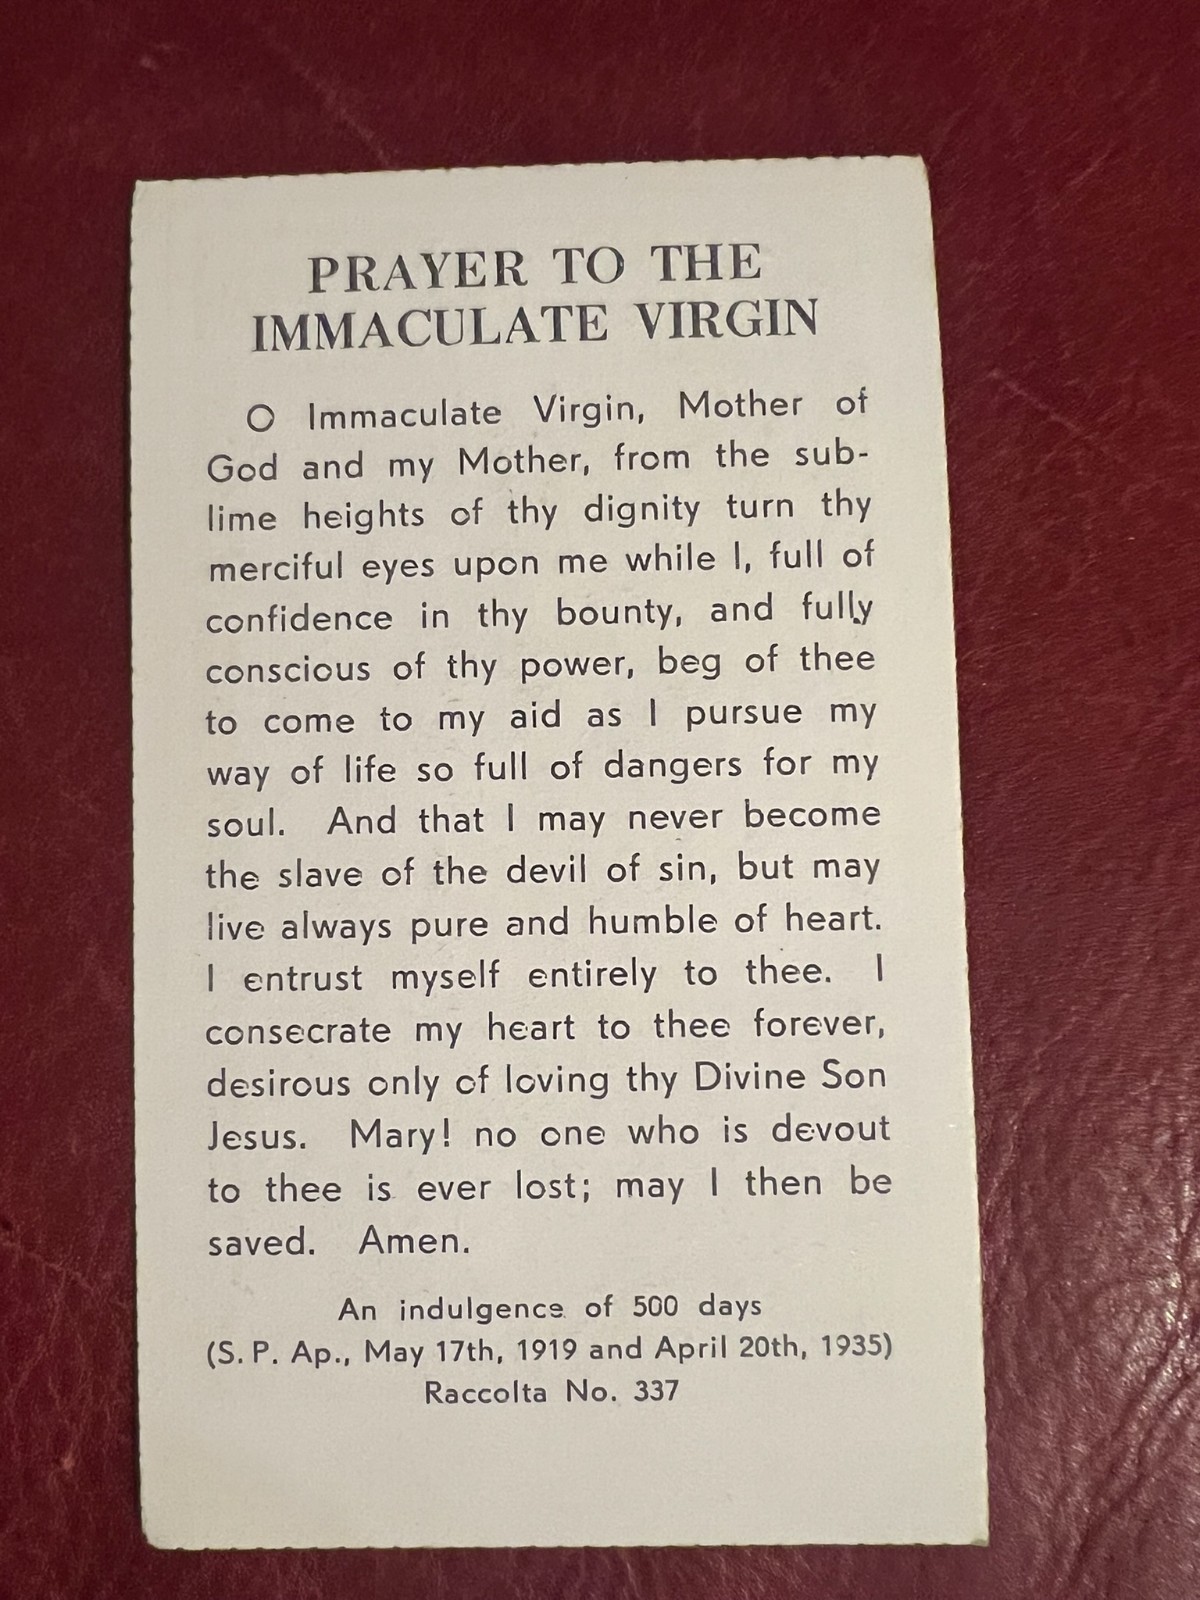 PRAYER TO THE
IMMACULATE VIRGIN
O Immaculate Virgin, Mother of
God and my Mother, from the sub-
lime heights of thy dignity turn thy
merciful eyes upon me while I, full of
confidence in thy bounty, and fully
conscious of thy power, beg of thee
to come to my aid as I pursue my
way of life so full of dangers for my
soul. And that I may never become
the slave of the devil of sin, but may
live always pure and humble of heart.
I entrust myself entirely to thee. I
consecrate my heart to thee forever,
desirous only of loving thy Divine Son
Jesus. Mary! no one who is devout
to thee is ever lost; may I then be
saved. Amen.
An indulgence of 500 days
(S. P. Ap., May 17th, 1919 and April 20th, 1935)
Raccolta No. 337